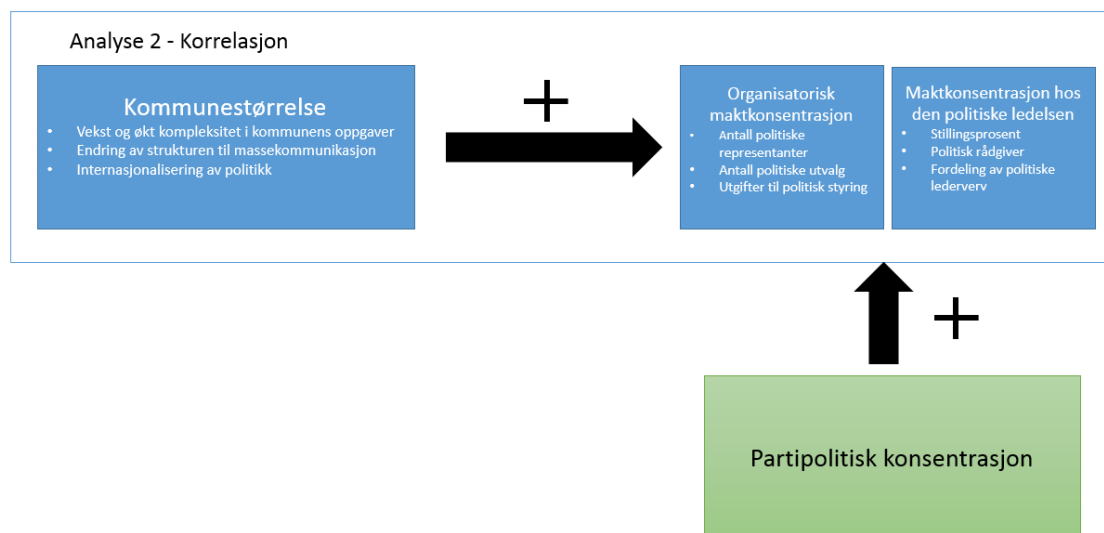 Analyse 2 - Korrelasjon
Kommunestørrelse
• Vekst og økt kompleksitet i kommunens oppgaver
• Endring av strukturen til massekommunikasjon
• Internasjonalisering av politikk
+
Organisatorisk
maktkonsentrasjon
• Antall politiske
representanter
• Antall politiske utvalg
• Utgifter til politisk styring
Maktkonsentrasjon hos
den politiske ledelsen
• Stillingsprosent
• Politisk rådgiver
• Fordeling av politiske
lederverv
+
Partipolitisk konsentrasjon